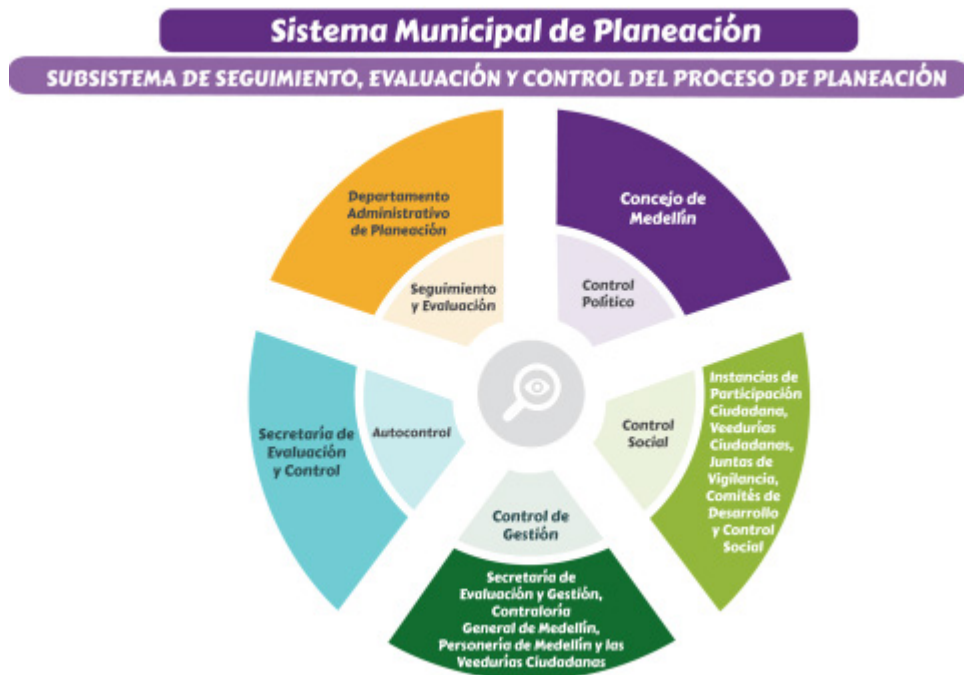 Sistema Municipal de Planeación
SUBSISTEMA DE SEGUIMIENTO, EVALUACIÓN Y CONTROL DEL PROCESO DE PLANEACIÓN
Departamento
Administrativo
de Planeación
Seguimiento
y Evaluación
Concejo de
Medellín
Control
Político
Instancias de
Participación
Ciudadana,
Veedurías
Ciudadanas,
Juntas de
Vigilancia,
Comités de
Desarrollo
y Control
Social
Control
Social
Secretaría de
Evaluación
y Control
Autocontrol
Control de
Gestión
Secretaría de
Evaluación y Gestión,
Contraloría
General de Medellín,
Personería de Medellín y las
Veedurías Ciudadanas